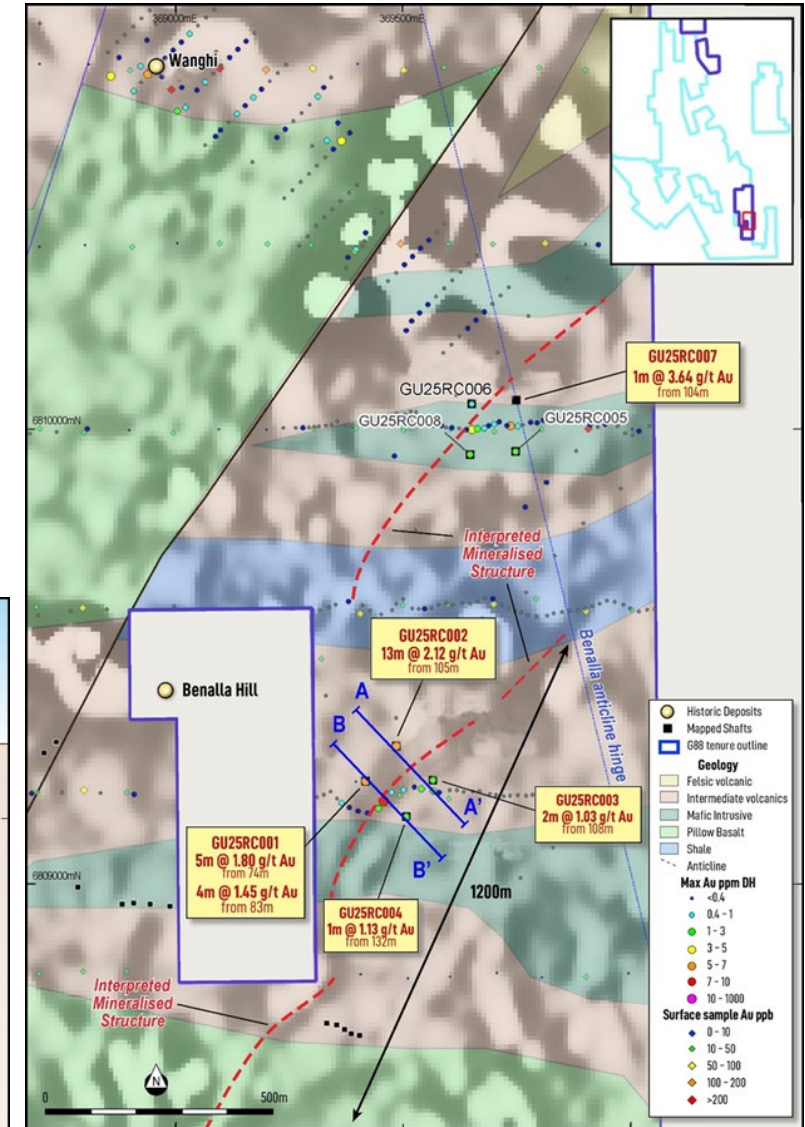 369000mE
369500mE
Wanghi
GU25RC007
1m @ 3.64 g/t Au
from 104m
GU25RC006
GU25RC008
GU25RC005
6810000mN
Interpreted
Mineralised
Structure
GU25RC002
13m @ 2.12 g/t Au
from 105m
Benalla Hill
Benalla anticline hinge
A
B
A'
B'
GU25RC003
2m @ 1.03 g/t Au
from 108m
GU25RC001
5m @ 1.80 g/t Au
from 74m
4m @ 1.45 g/t Au
from 83m
6809000mN
GU25RC004
1m @ 1.13 g/t Au
from 132m
1200m
Interpreted
Mineralised
Structure
N
0
500m
Historic Deposits
Mapped Shafts
G88 tenure outline
Geology
Felsic volcanic
Intermediate volcanics
Mafic Intrusive
Pillow Basalt
Shale
Anticline
Max Au ppm DH
<0.4
0.4 - 1
1 - 3
3 - 5
5 - 7
7 - 10
10 - 1000
Surface sample Au ppb
0 - 10
10 - 50
50 - 100
100 - 200
>200